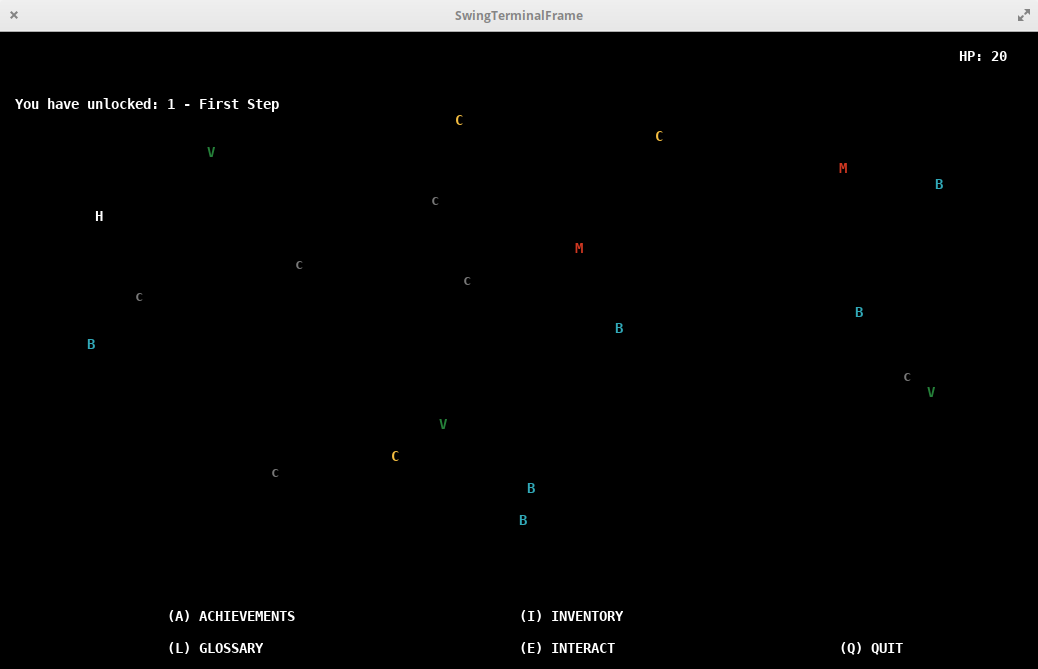 SwingTerminalFrame
HP: 20
You have unlocked: 1 - First Step
C
C
V
M
B
c
H
M
c
c
c
B
B
B
c
V
V
C
c
B
B
(A) ACHIEVEMENTS (I) INVENTORY
(L) GLOSSARY (E) INTERACT (Q) QUIT